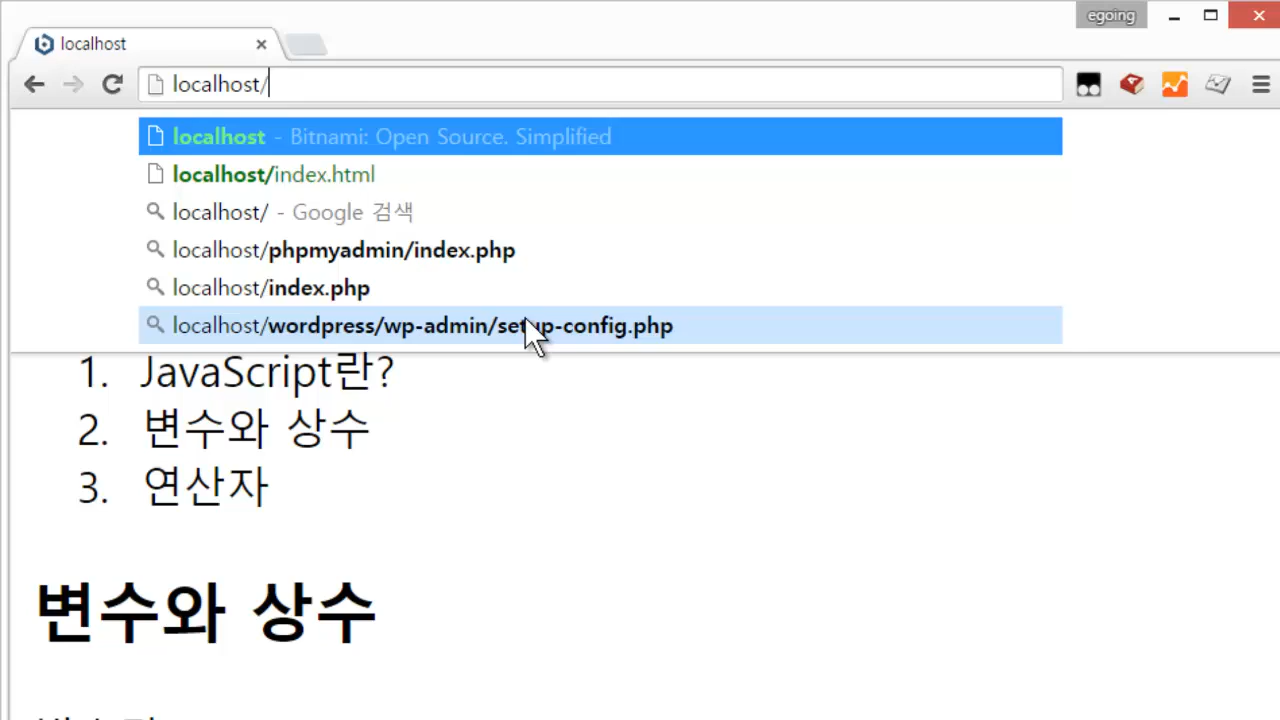 egoing
localhost
localhost/
localhost - Bitnami: Open Source. Simplified
localhost/index.html
localhost/ - Google 검색
localhost/phpmyadmin/index.php
localhost/index.php
localhost/wordpress/wp-admin/setup-config.php
1. JavaScript란?
2. 변수와 상수
3. 연산자
변수와 상수